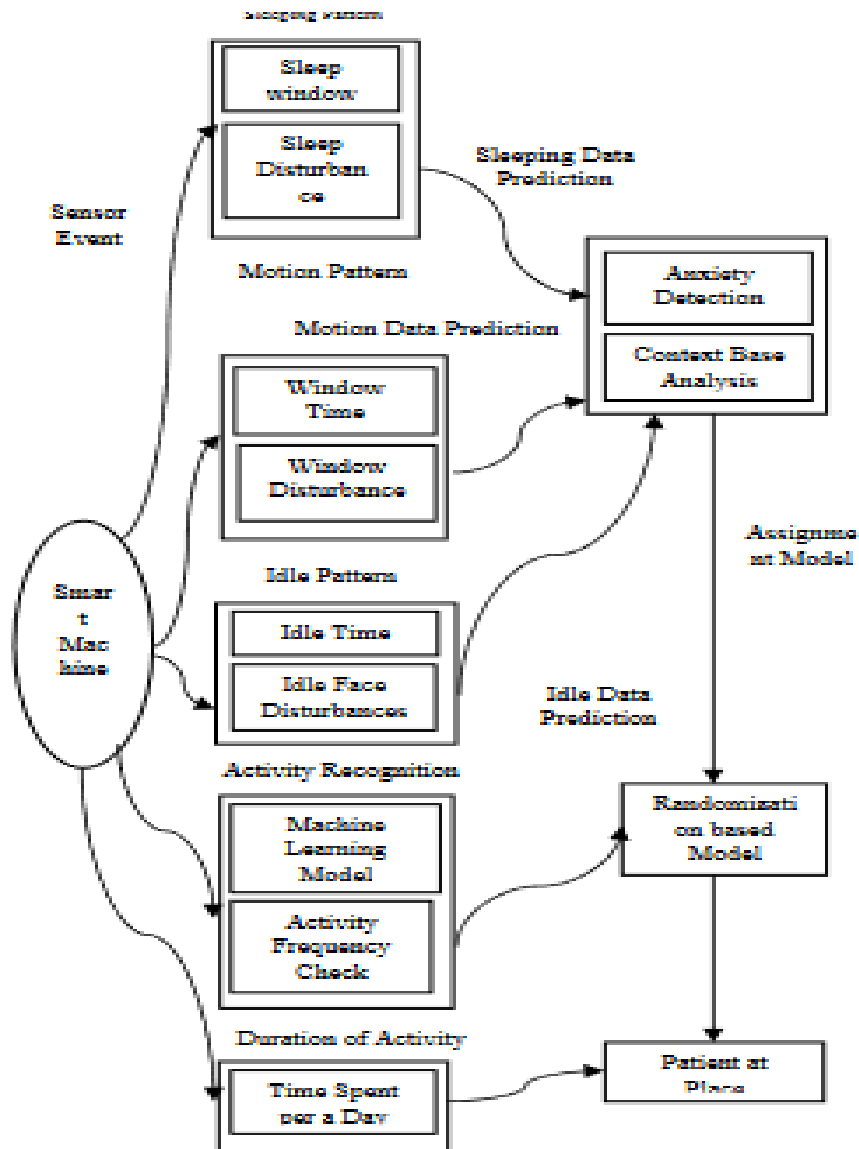 Sleeping Pattern
Sleep
window
Sleep
Disturban
ce
Sleeping Data
Prediction
Sensor
Event
Motion Pattern
Anxiety
Detection
Context Base
Analysis
Motion Data Prediction
Window
Time
Window
Disturbance
Assignme
nt Model
Idle Pattern
Smar
t
Mac
hine
Idle Time
Idle Face
Disturbances
Idle Data
Prediction
Activity Recognition
Machine
Learning
Model
Activity
Frequency
Check
Randomizati
on based
Model
Duration of Activity
Time Spent
per a Day
Patient at
Place